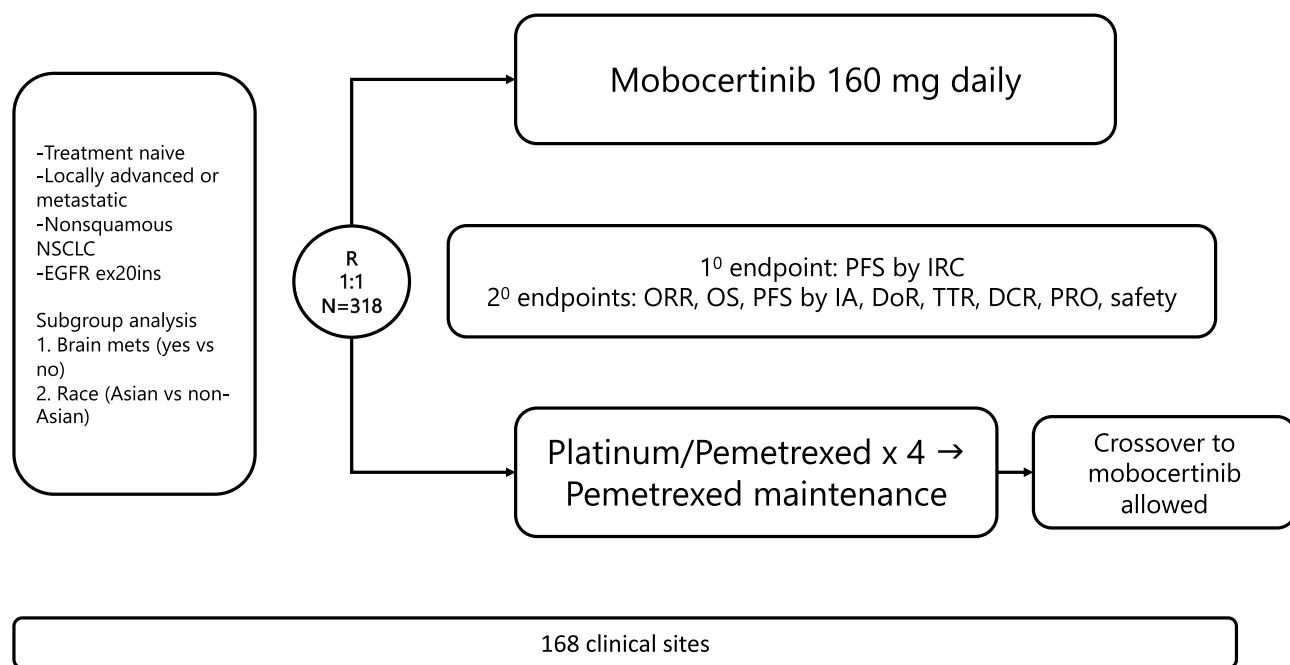 Mobocertinib 160 mg daily
-Treatment naive
-Locally advanced or
metastatic
-Nonsquamous
NSCLC
-EGFR ex20ins
Subgroup analysis
1. Brain mets (yes vs
no)
2. Race (Asian vs non-
Asian)
R
1:1
N=318
1⁰ endpoint: PFS by IRC
2⁰ endpoints: ORR, OS, PFS by IA, DoR, TTR, DCR, PRO, safety
Platinum/Pemetrexed x 4 →
Pemetrexed maintenance
Crossover to
mobocertinib
allowed
168 clinical sites